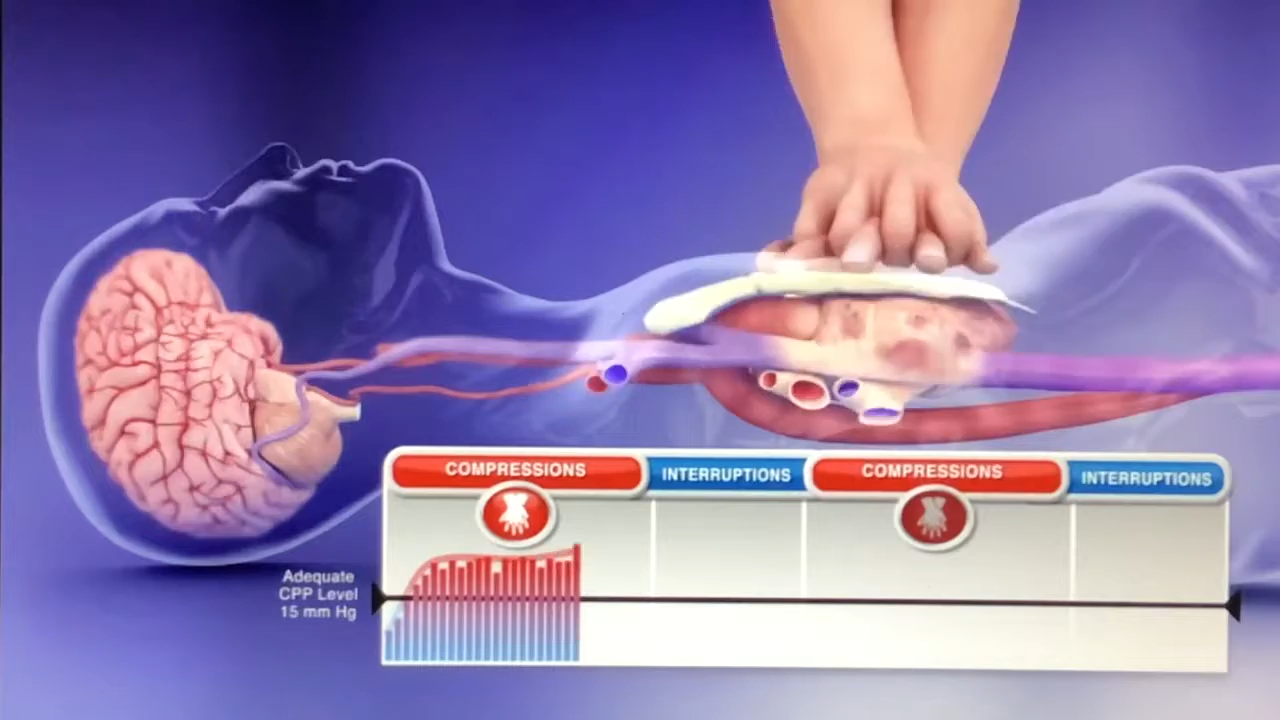 COMPRESSIONS
INTERRUPTIONS
COMPRESSIONS
INTERRUPTIONS
Adequate
CPP Level
15 mm Hg